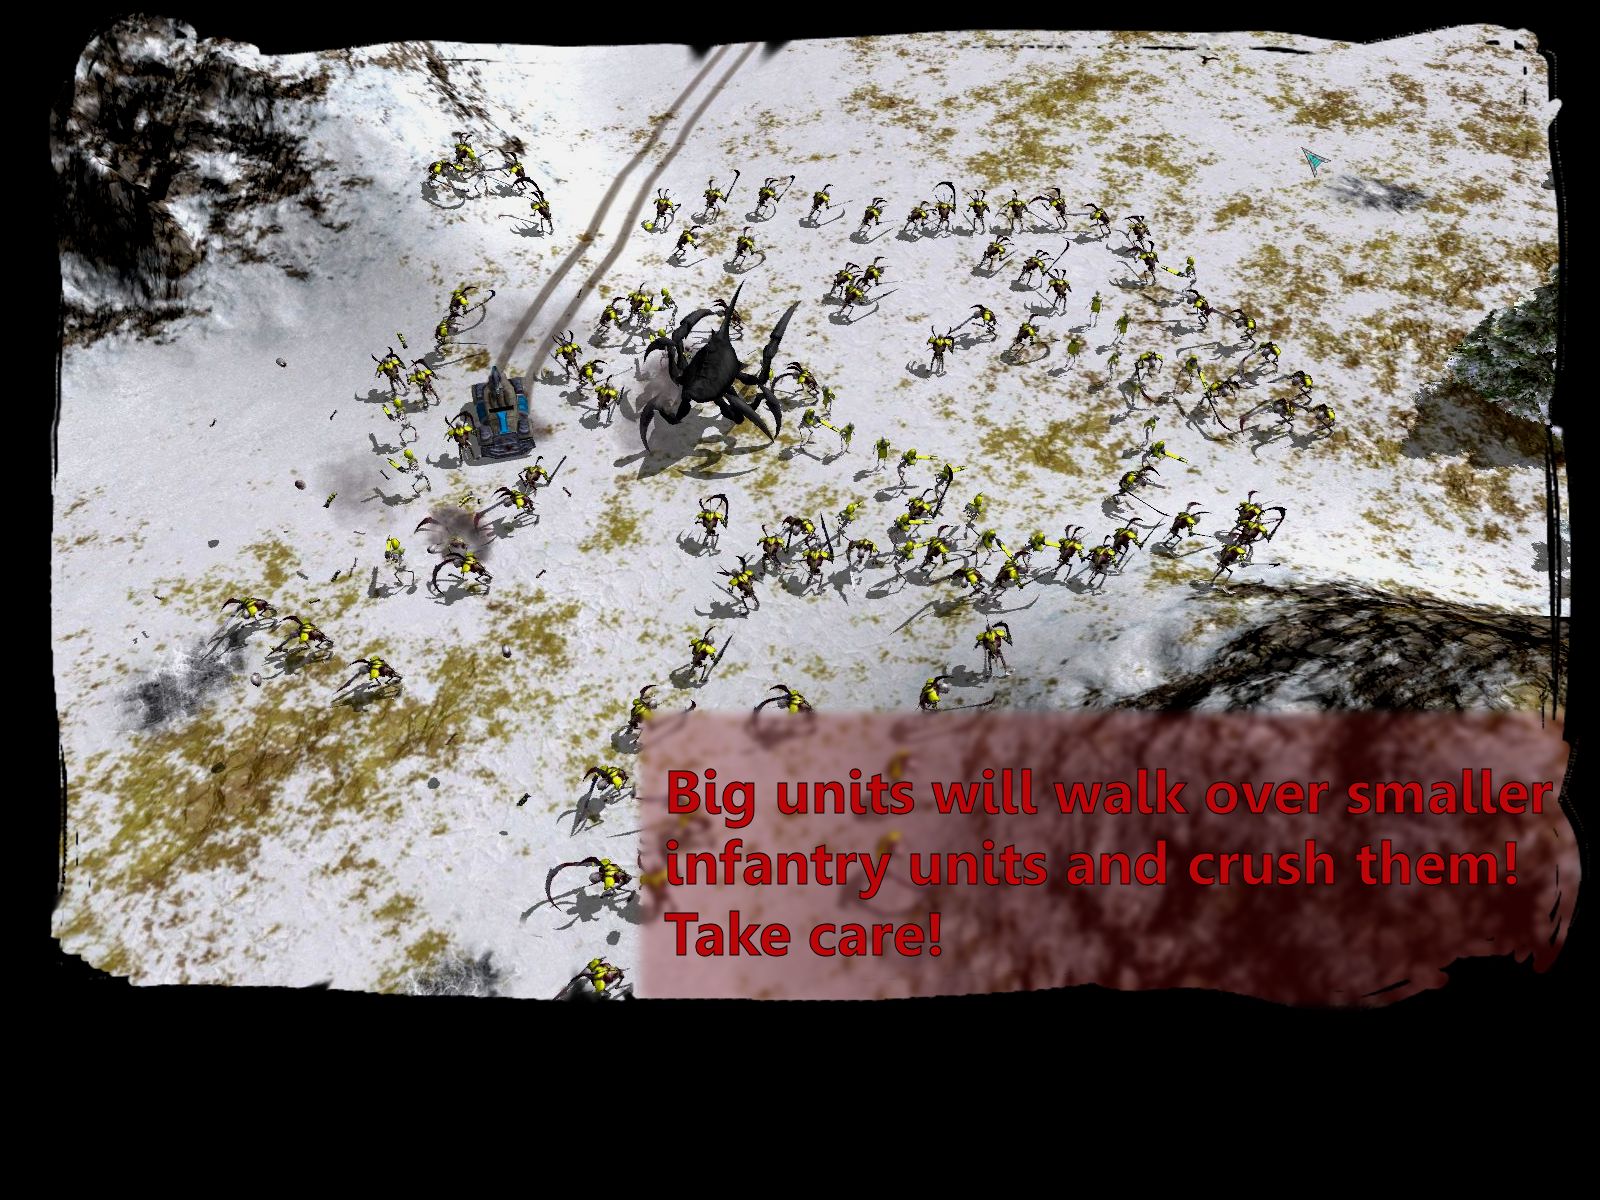 Big units will walk over smaller
infantry units and crush them!
Take care!